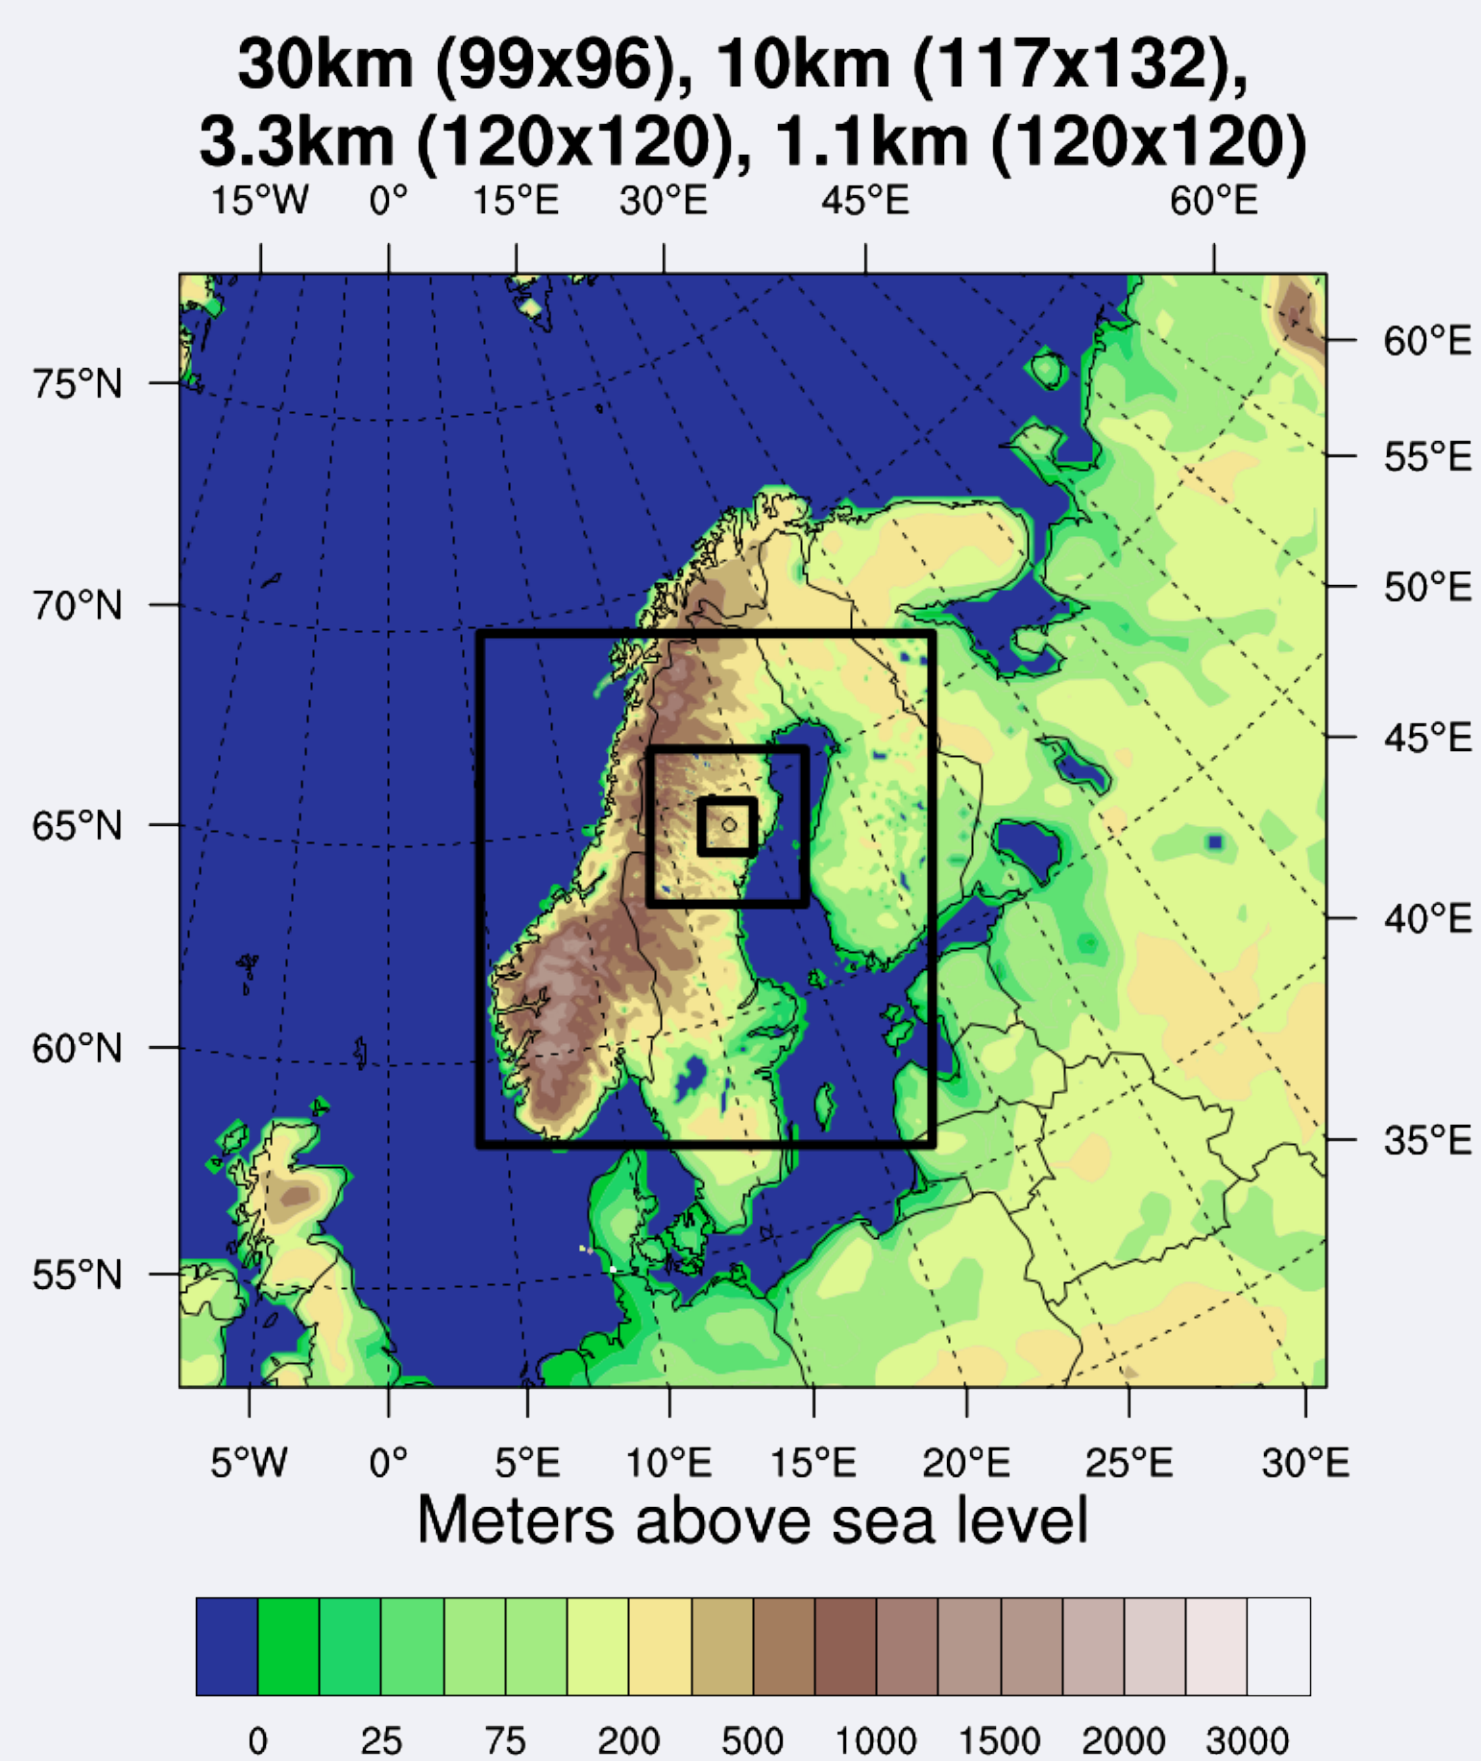 30km (99x96), 10km (117x132),
3.3km (120x120), 1.1km (120x120)
15°W 0° 15°E 30°E 45°E 60°E
75°N 60°E
55°E
70°N 50°E
65°N 45°E
40°E
60°N 35°E
55°N
5°W 0° 5°E 10°E 15°E 20°E 25°E 30°E
Meters above sea level
0 25 75 200 500 1000 1500 2000 3000